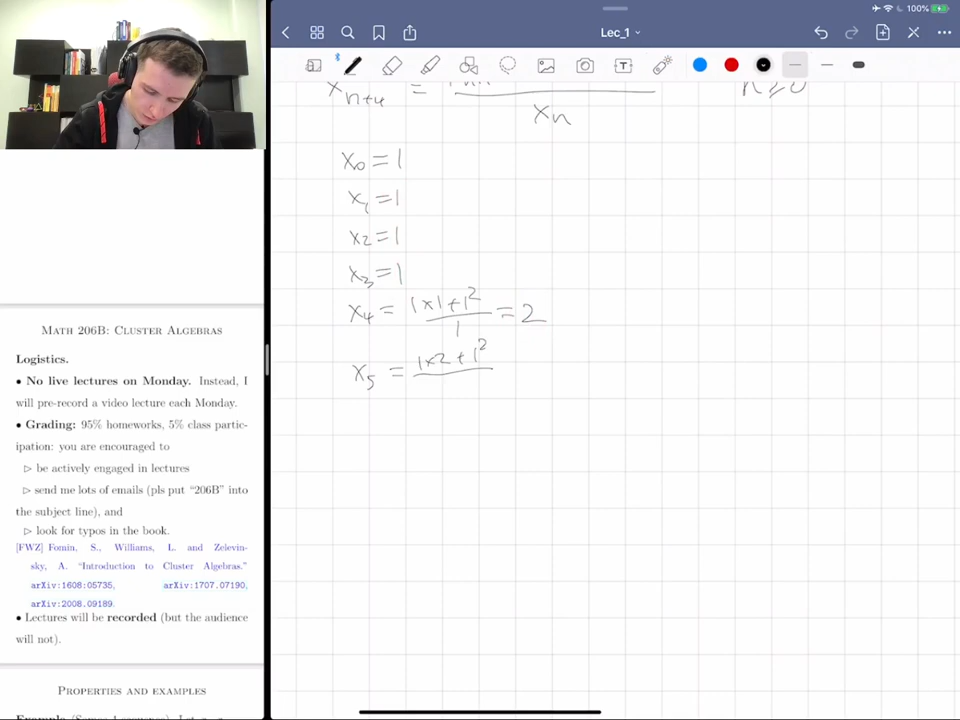 100%
Lec_1
x_{n+4} =
x_n
n ≥ 0
x_0 = 1
x_1 = 1
x_2 = 1
x_3 = 1
x_4 = (1×1+1^2)/1 = 2
x_5 = 1×2+1^2
MATH 206B: CLUSTER ALGEBRAS
Logistics.
• No live lectures on Monday. Instead, I
will pre-record a video lecture each Monday.
• Grading: 95% homeworks, 5% class partic-
ipation: you are encouraged to
▷ be actively engaged in lectures
▷ send me lots of emails (pls put “206B” into
the subject line), and
▷ look for typos in the book.
[FWZ] Fomin, S., Williams, L. and Zelevin-
sky, A. “Introduction to Cluster Algebras.”
arXiv:1608:05735, arXiv:1707.07190,
arXiv:2008.09189.
• Lectures will be recorded (but the audience
will not).
PROPERTIES AND EXAMPLES